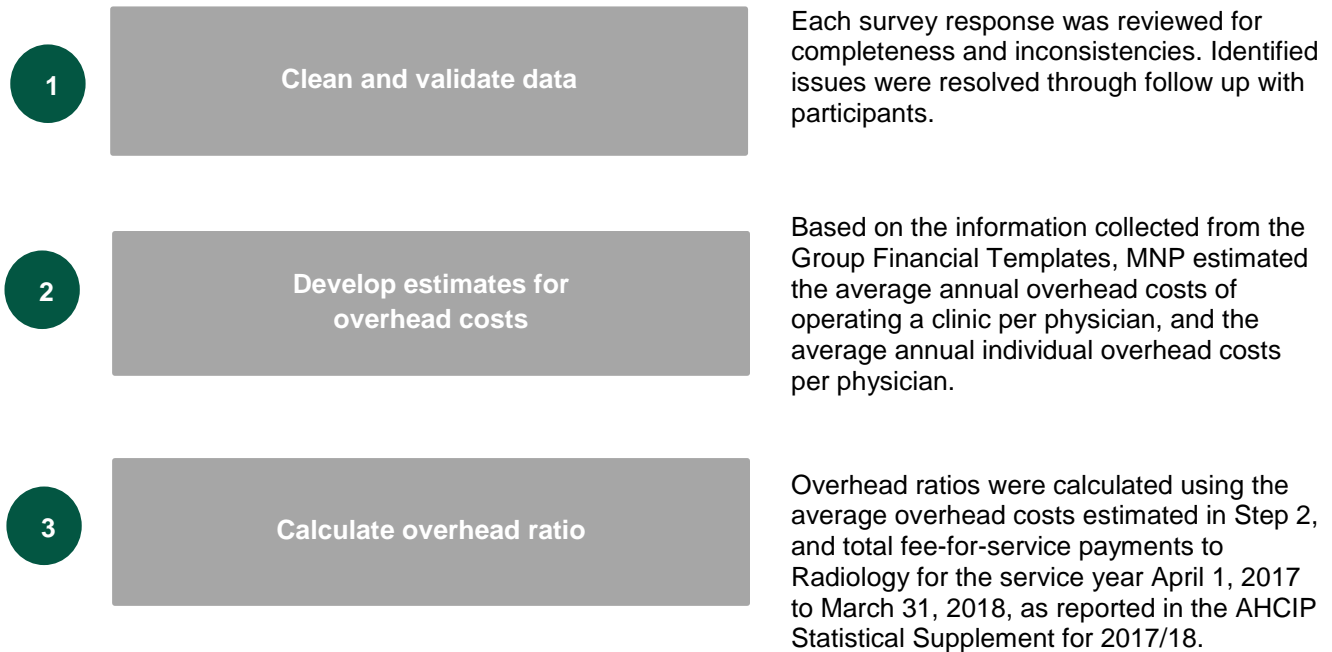 1
Clean and validate data
Each survey response was reviewed for
completeness and inconsistencies. Identified
issues were resolved through follow up with
participants.
2
Develop estimates for
overhead costs
Based on the information collected from the
Group Financial Templates, MNP estimated
the average annual overhead costs of
operating a clinic per physician, and the
average annual individual overhead costs
per physician.
3
Calculate overhead ratio
Overhead ratios were calculated using the
average overhead costs estimated in Step 2,
and total fee-for-service payments to
Radiology for the service year April 1, 2017
to March 31, 2018, as reported in the AHCIP
Statistical Supplement for 2017/18.